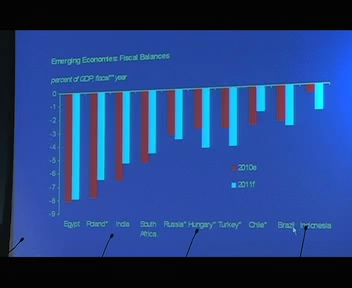 Emerging Economies: Fiscal Balances
percent of GDP, fiscal** year
0
-1
-2
-3
-4
-5
-6
-7
-8
-9
2010e
2011f
Egypt Poland* India South Africa Russia* Hungary* Turkey* Chile* Brazil Indonesia